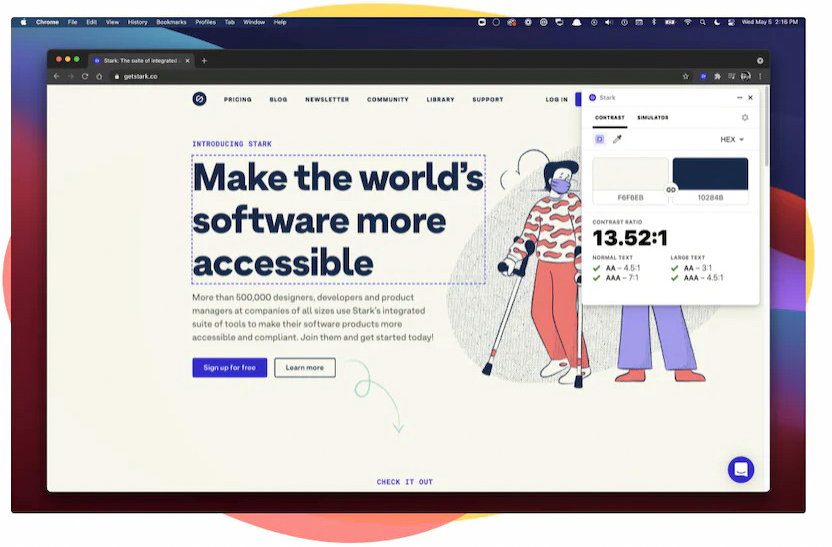 Chrome File Edit View History Bookmarks Profiles Tab Window Help
Wed May 5 2:16 PM
Stark: The suite of integrated
getstark.co
PRICING BLOG NEWSLETTER COMMUNITY LIBRARY SUPPORT LOG IN
INTRODUCING STARK
Make the world's
software more
accessible
More than 500,000 designers, developers and product
managers at companies of all sizes use Stark's integrated
suite of tools to make their software products more
accessible and compliant. Join them and get started today!
Sign up for free
Learn more
CHECK IT OUT
Stark
CONTRAST SIMULATOR
HEX
F6F6EB 10284B
CONTRAST RATIO
13.52:1
NORMAL TEXT LARGE TEXT
AA – 4.5:1 AA – 3:1
AAA – 7:1 AAA – 4.5:1